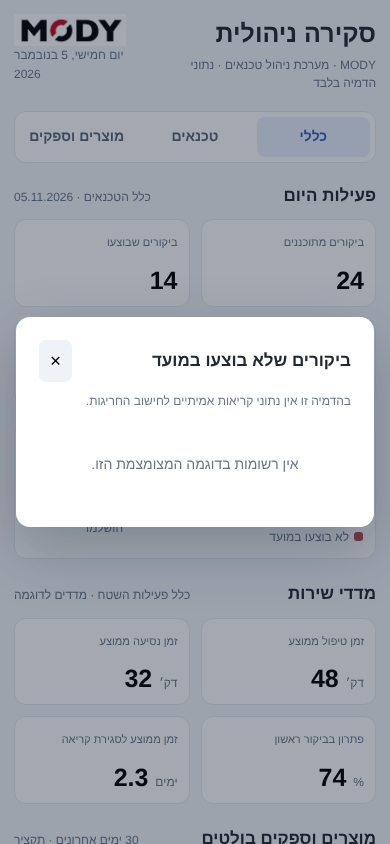 סקירה ניהולית
MODY
MODY · מערכת ניהול טכנאים · נתוני
הדמיה בלבד
יום חמישי, 5 בנובמבר
2026
כללי
טכנאים
מוצרים וספקים
פעילות היום
כלל הטכנאים · 05.11.2026
ביקורים מתוכננים
24
ביקורים שבוצעו
14
ביקורים שלא בוצעו במועד
×
בהדמיה זו אין נתוני קריאות אמיתיים לחישוב החריגות.
אין רשומות בדוגמה המצומצמת הזו.
לא בוצעו במועד
מדדי שירות
כלל פעילות השטח · מדדים לדוגמה
זמן טיפול ממוצע
48 דק׳
זמן נסיעה ממוצע
32 דק׳
פתרון בביקור ראשון
74 %
זמן ממוצע לסגירת קריאה
2.3 ימים
מוצרים וספקים בולטים
30 ימים אחרונים · תקציר